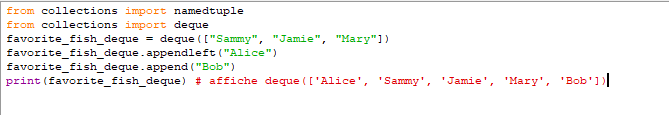 from collections import namedtuple
from collections import deque
favorite_fish_deque = deque(["Sammy", "Jamie", "Mary"])
favorite_fish_deque.appendleft("Alice")
favorite_fish_deque.append("Bob")
print(favorite_fish_deque) # affiche deque(['Alice', 'Sammy', 'Jamie', 'Mary', 'Bob'])